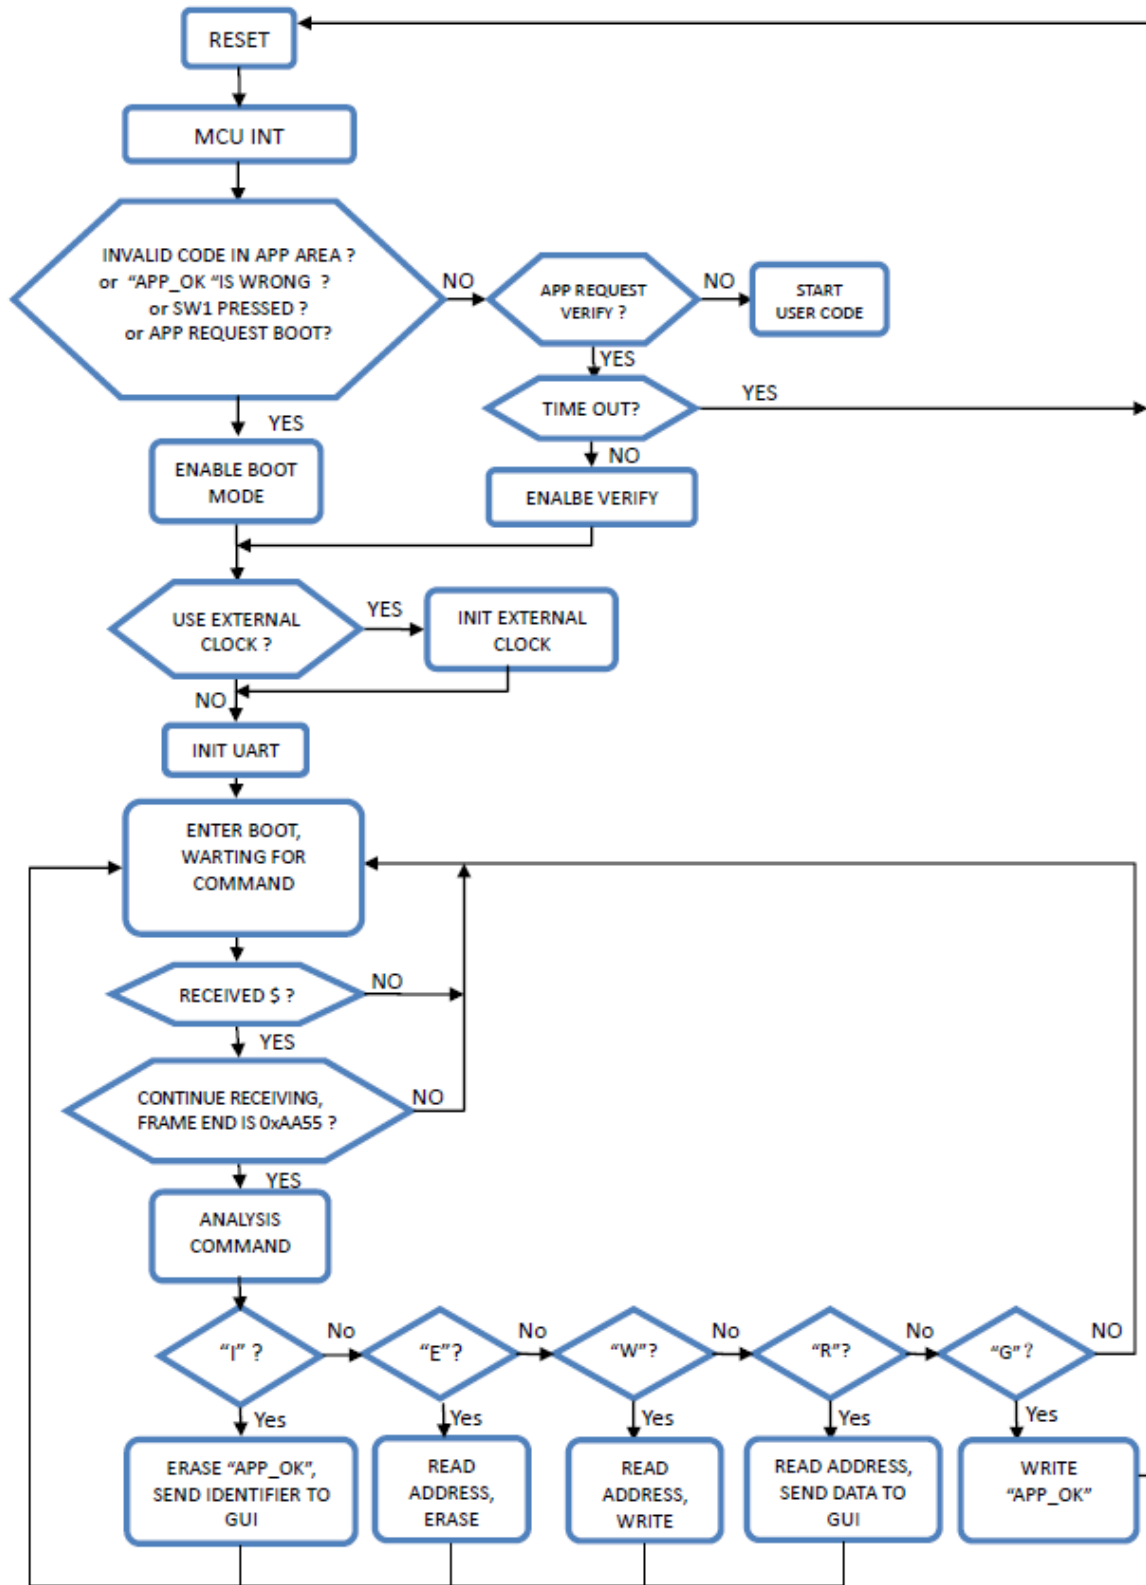 RESET
MCU INT
INVALID CODE IN APP AREA ?
or “APP_OK “IS WRONG ?
or SW1 PRESSED ?
or APP REQUEST BOOT?
NO
APP REQUEST
VERIFY ?
NO
START
USER CODE
YES
TIME OUT?
YES
YES
NO
ENABLE BOOT
MODE
ENALBE VERIFY
USE EXTERNAL
CLOCK ?
YES
INIT EXTERNAL
CLOCK
NO
INIT UART
ENTER BOOT,
WARTING FOR
COMMAND
RECEIVED $ ?
NO
YES
CONTINUE RECEIVING,
FRAME END IS 0xAA55 ?
NO
YES
ANALYSIS
COMMAND
“I” ?
No
“E”?
No
“W”?
No
“R”?
No
“G”?
NO
Yes
Yes
Yes
Yes
Yes
ERASE “APP_OK”,
SEND IDENTIFIER TO
GUI
READ
ADDRESS,
ERASE
READ
ADDRESS,
WRITE
READ ADDRESS,
SEND DATA TO
GUI
WRITE
“APP_OK”